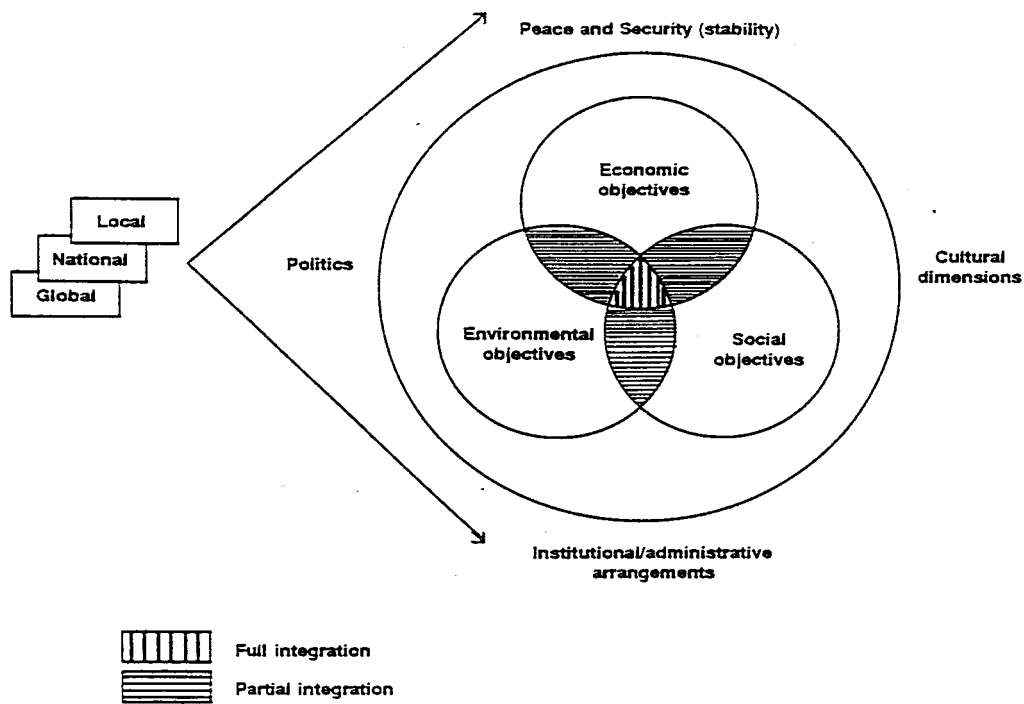 Peace and Security (stability)
Economic
objectives
Local
National
Global
Politics
Cultural
dimensions
Environmental
objectives
Social
objectives
Institutional/administrative
arrangements
Full integration
Partial integration